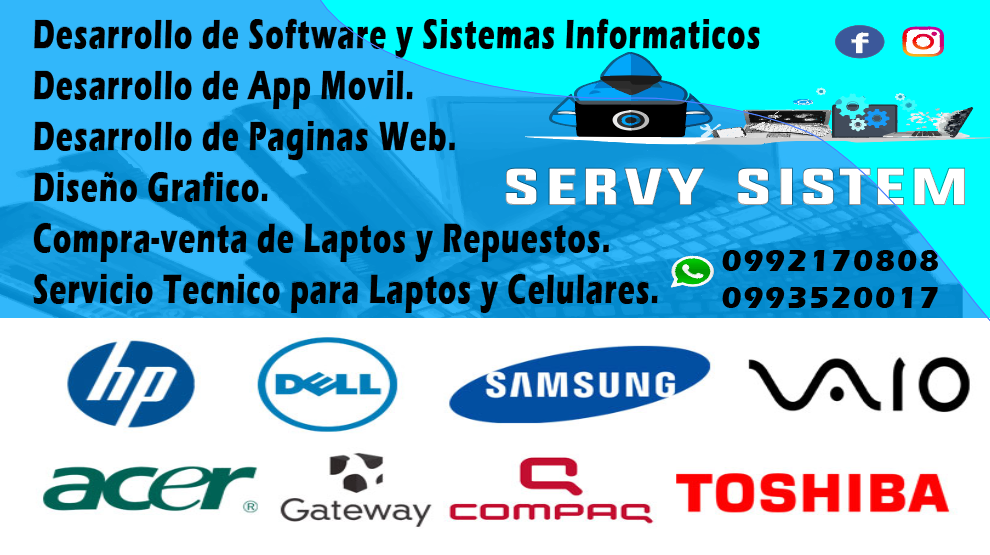 Desarrollo de Software y Sistemas Informaticos
Desarrollo de App Movil.
Desarrollo de Paginas Web.
Diseño Grafico.
Compra-venta de Laptos y Repuestos.
Servicio Tecnico para Laptos y Celulares.
SERVY SISTEM
0992170808
0993520017
hp DELL SAMSUNG VAIO
acer® Gateway COMPAQ TOSHIBA